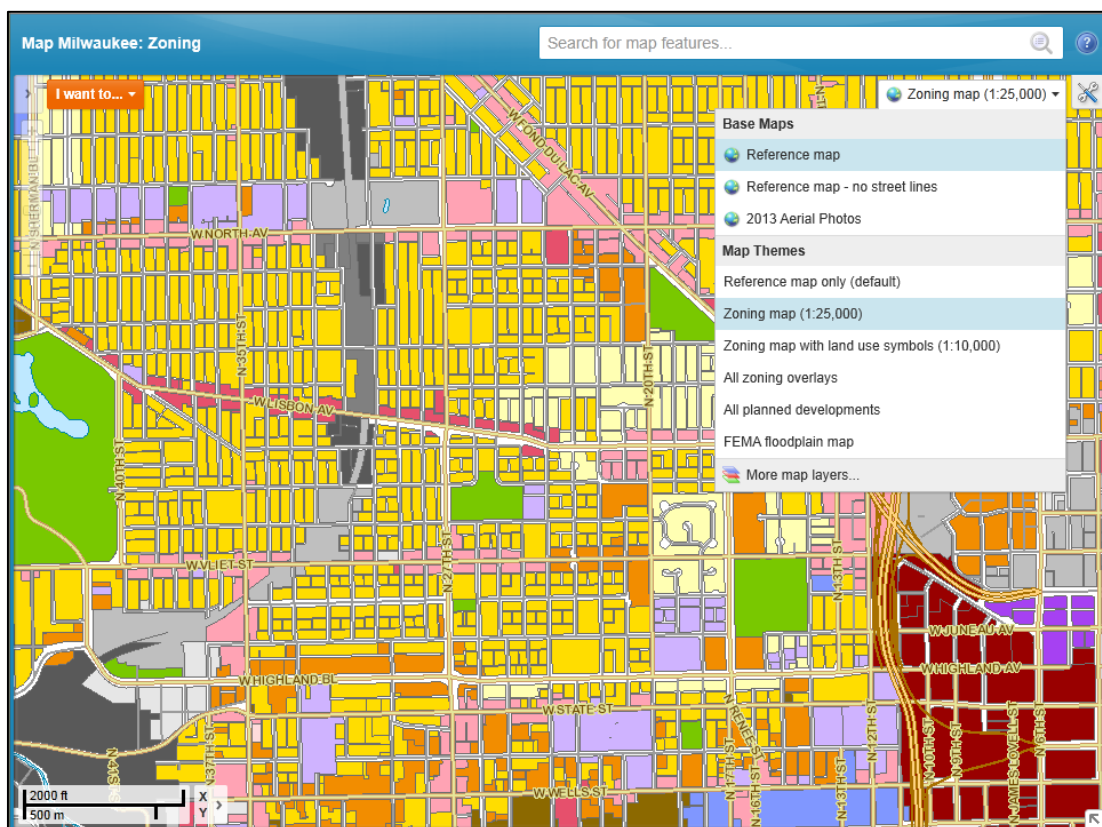 Map Milwaukee: Zoning
Search for map features...
?
I want to...
Zoning map (1:25,000)
Base Maps
Reference map
Reference map - no street lines
2013 Aerial Photos
Map Themes
Reference map only (default)
Zoning map (1:25,000)
Zoning map with land use symbols (1:10,000)
All zoning overlays
All planned developments
FEMA floodplain map
More map layers...
W.FOND DU LAC AV
N SHERMAN BL
W.NORTH AV
N 35TH ST
N 20TH ST
W.LISBON AV
N 40TH ST
N 27TH ST
W.VLIET ST
N 13TH ST
W.JUNEAU AV
W.HIGHLAND AV
W.HIGHLAND BL
W.STATE ST
N RENEE ST
N 12TH ST
N 10TH ST
N 9TH ST
N JAMES LOVELL ST
N 6TH ST
N 37TH ST
N 17TH ST
N 16TH ST
N 13TH ST
W.WELLS ST
2000 ft
500 m
X
Y